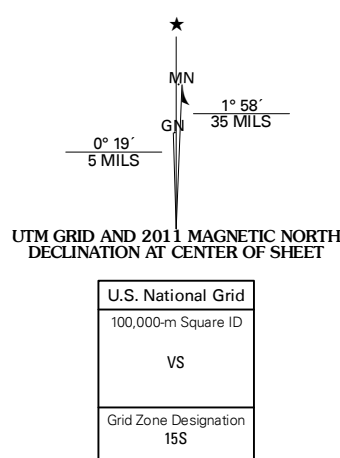 ★
MN
1° 58´
35 MILS
GN
0° 19´
5 MILS
UTM GRID AND 2011 MAGNETIC NORTH
DECLINATION AT CENTER OF SHEET
U.S. National Grid
100,000-m Square ID
VS
Grid Zone Designation
15S